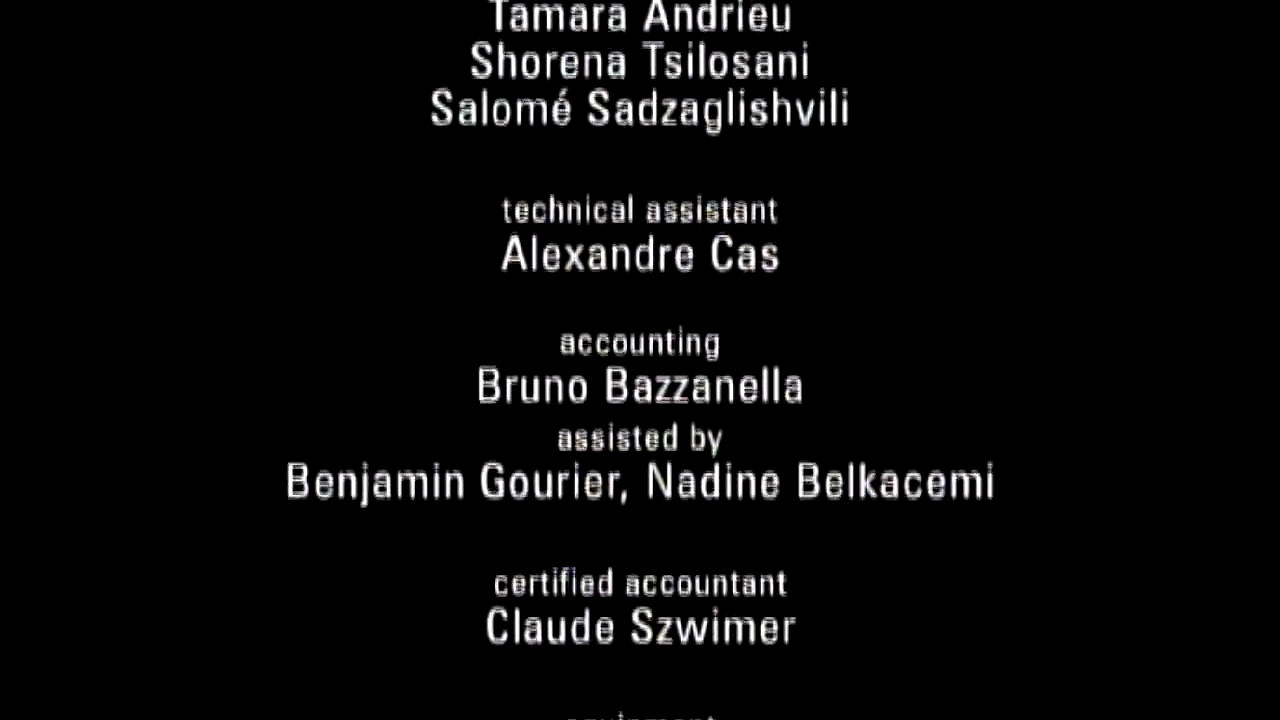 Tamara Andrieu
Shorena Tsilosani
Salomé Sadzaglishvili
technical assistant
Alexandre Cas
accounting
Bruno Bazzanella
assisted by
Benjamin Gourier, Nadine Belkacemi
certified accountant
Claude Szwimer
equipment